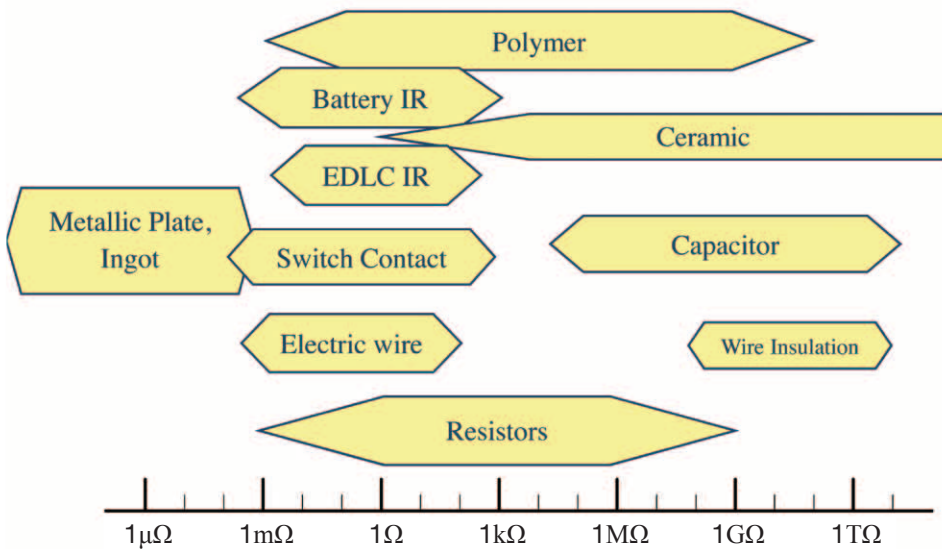 Polymer
Battery IR
Ceramic
EDLC IR
Metallic Plate,
Ingot
Switch Contact
Capacitor
Electric wire
Wire Insulation
Resistors
1μΩ 1mΩ 1Ω 1kΩ 1MΩ 1GΩ 1TΩ